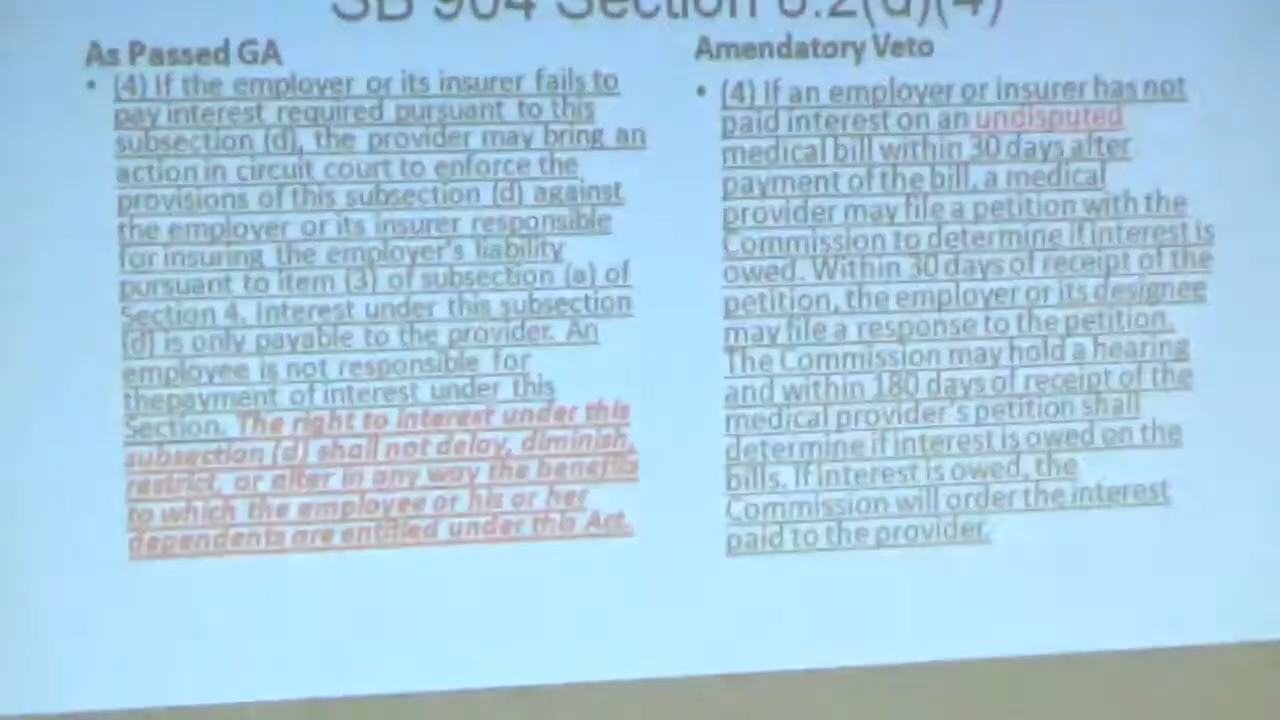 SB 904 Section 8.2(d)(4)
As Passed GA
• (4) If the employer or its insurer fails to
pay interest required pursuant to this
subsection (d), the provider may bring an
action in circuit court to enforce the
provisions of this subsection (d) against
the employer or its insurer responsible
for insuring the employer's liability
pursuant to item (3) of subsection (a) of
Section 4. Interest under this subsection
(d) is only payable to the provider. An
employee is not responsible for
thepayment of interest under this
Section. The right to interest under this
subsection (d) shall not delay, diminish,
restrict, or alter in any way the benefits
to which the employee or his or her
dependents are entitled under this Act.
Amendatory Veto
• (4) If an employer or insurer has not
paid interest on an undisputed
medical bill within 30 days after
payment of the bill, a medical
provider may file a petition with the
Commission to determine if interest is
owed. Within 30 days of receipt of the
petition, the employer or its designee
may file a response to the petition.
The Commission may hold a hearing
and within 180 days of receipt of the
medical provider's petition shall
determine if interest is owed on the
bills. If interest is owed, the
Commission will order the interest
paid to the provider.